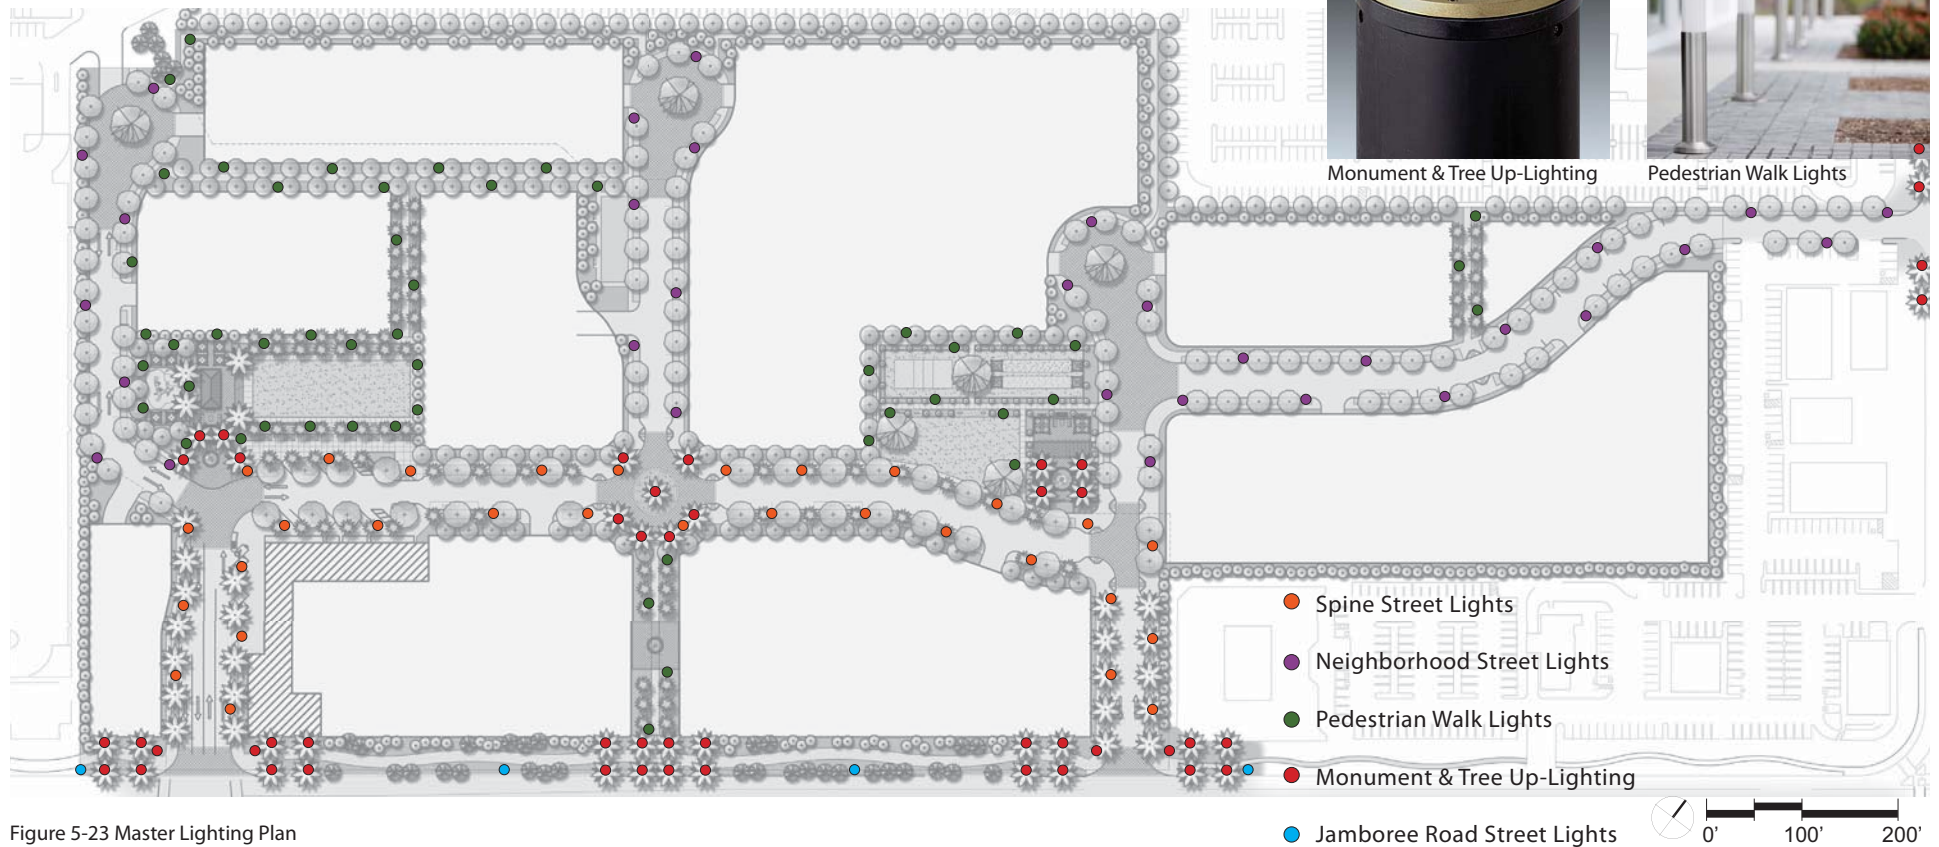 Monument & Tree Up-Lighting
Pedestrian Walk Lights
Spine Street Lights
Neighborhood Street Lights
Pedestrian Walk Lights
Monument & Tree Up-Lighting
Jamboree Road Street Lights
0' 100' 200'
Figure 5-23 Master Lighting Plan